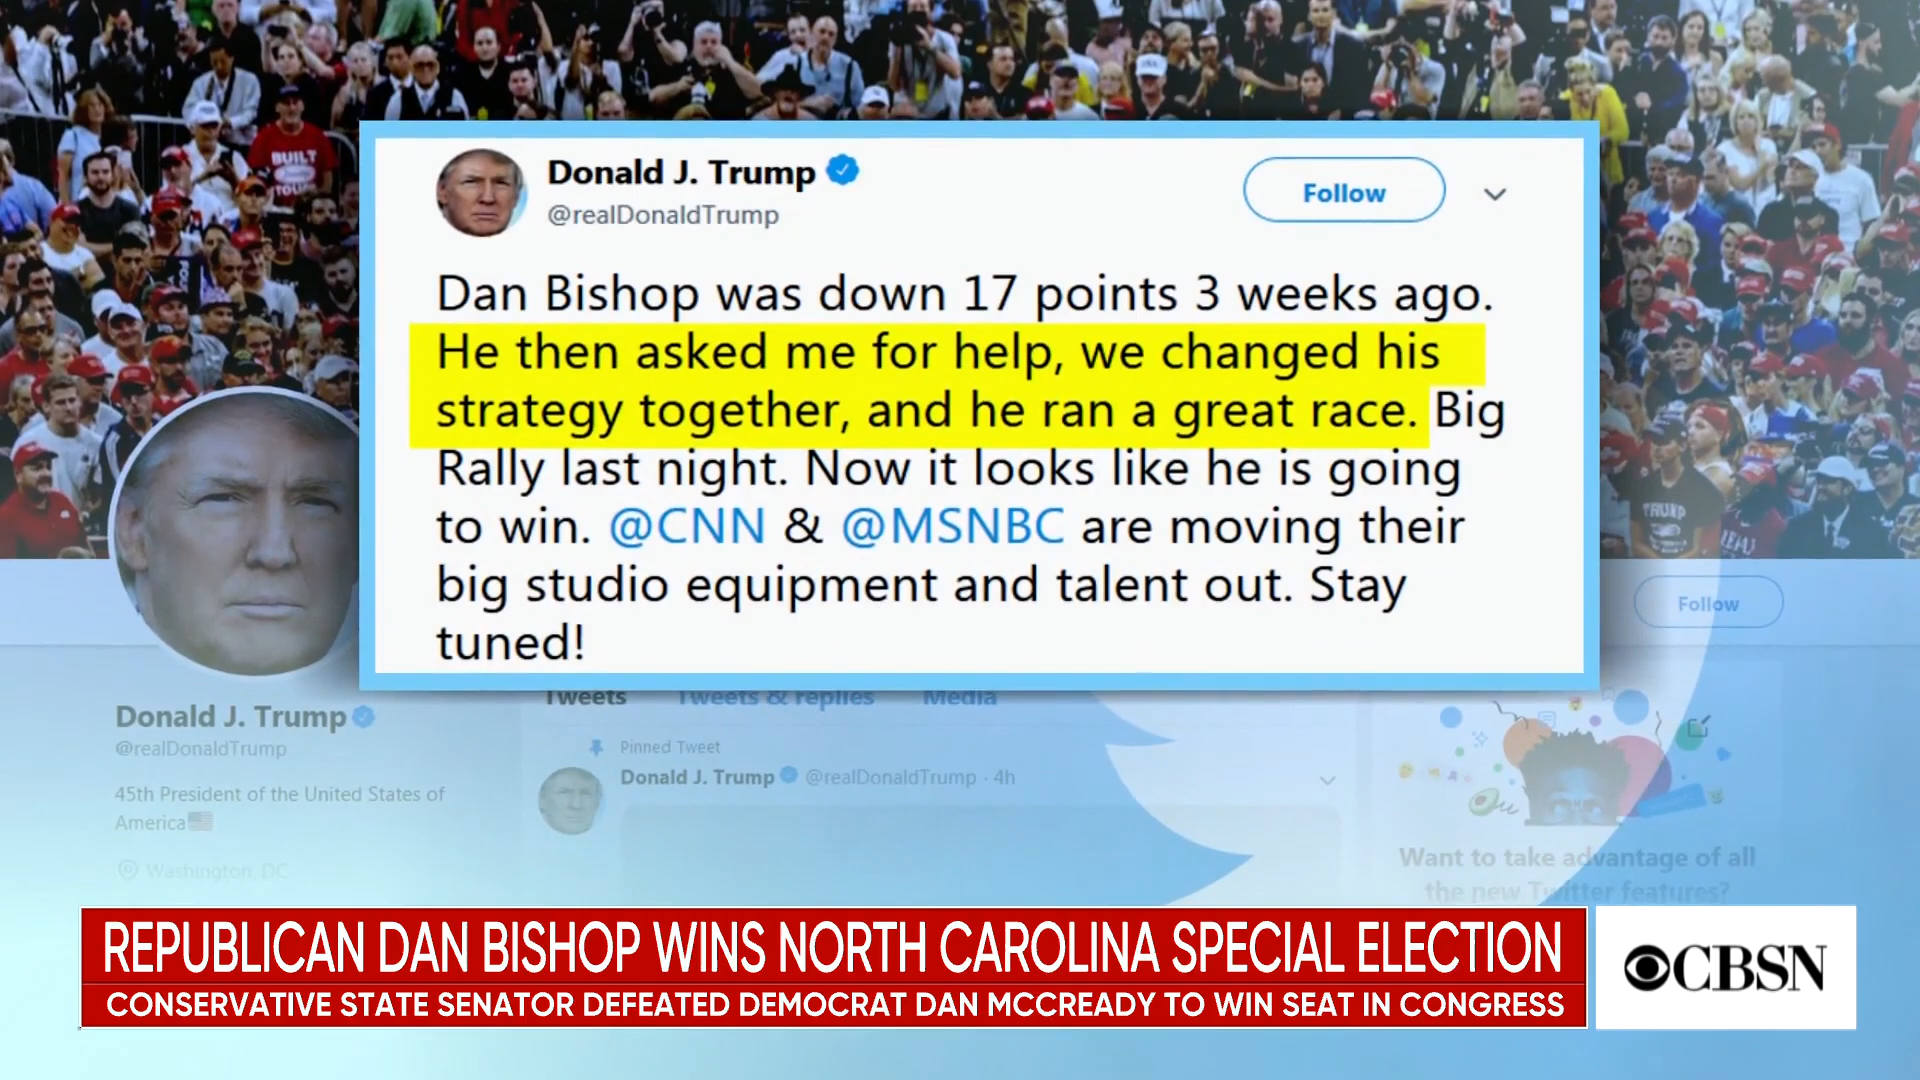 BUILT
Donald J. Trump
@realDonaldTrump
Follow
Dan Bishop was down 17 points 3 weeks ago.
He then asked me for help, we changed his
strategy together, and he ran a great race. Big
Rally last night. Now it looks like he is going
to win. @CNN & @MSNBC are moving their
big studio equipment and talent out. Stay
tuned!
TRUMP
Follow
Tweets Tweets & replies Media
Donald J. Trump
@realDonaldTrump
45th President of the United States of
America
Washington, DC
Pinned Tweet
Donald J. Trump @realDonaldTrump · 4h
Want to take advantage of all
the new Twitter features?
REPUBLICAN DAN BISHOP WINS NORTH CAROLINA SPECIAL ELECTION
CONSERVATIVE STATE SENATOR DEFEATED DEMOCRAT DAN MCCREADY TO WIN SEAT IN CONGRESS
CBSN